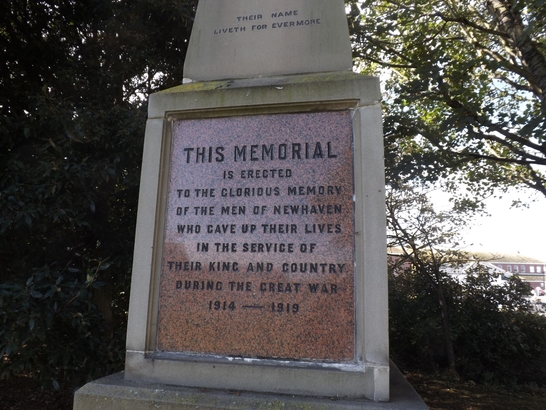 THEIR NAME
LIVETH FOR EVERMORE
THIS MEMORIAL
IS ERECTED
TO THE GLORIOUS MEMORY
OF THE MEN OF NEWHAVEN
WHO GAVE UP THEIR LIVES
IN THE SERVICE OF
THEIR KING AND COUNTRY
DURING THE GREAT WAR
1914 — 1919